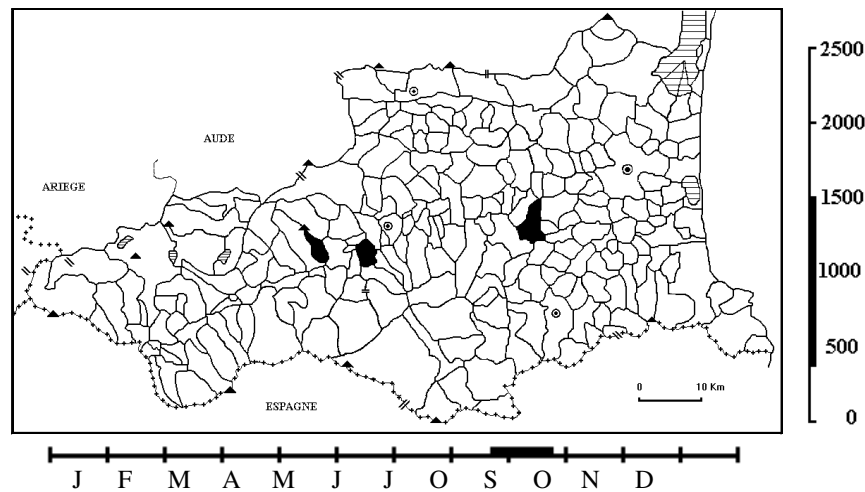 2500
2000
AUDE
ARIEGE
1500
1000
500
0 10 Km
ESPAGNE
0
J F M A M J J O S O N D